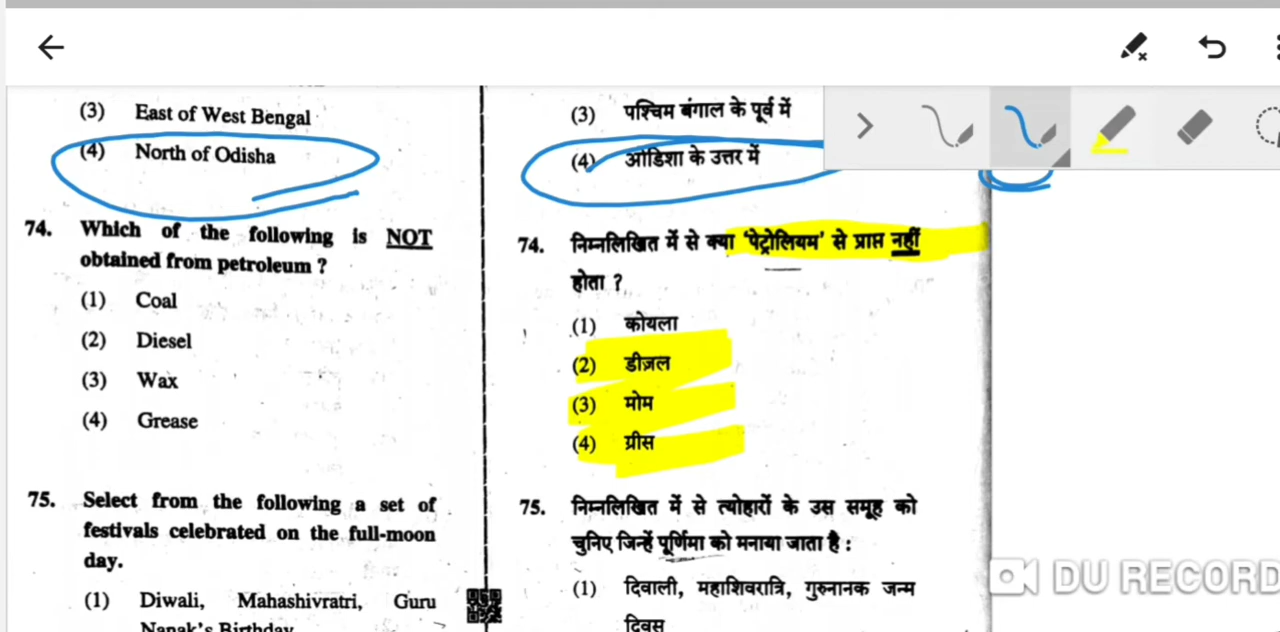 (3) East of West Bengal
(4) North of Odisha
74. Which of the following is NOT
obtained from petroleum ?
(1) Coal
(2) Diesel
(3) Wax
(4) Grease
75. Select from the following a set of
festivals celebrated on the full-moon
day.
(1) Diwali, Mahashivratri, Guru
Nanak's Birthday
(3) पश्चिम बंगाल के पूर्व में
(4) ओडिशा के उत्तर में
74. निम्नलिखित में से क्या 'पेट्रोलियम' से प्राप्त नहीं
होता ?
(1) कोयला
(2) डीज़ल
(3) मोम
(4) ग्रीस
75. निम्नलिखित में से त्योहारों के उस समूह को
चुनिए जिन्हें पूर्णिमा को मनाया जाता है :
(1) दिवाली, महाशिवरात्रि, गुरुनानक जन्म
दिवस
DU RECORD